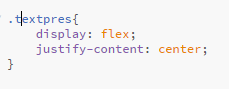 .textpres{
    display: flex;
    justify-content: center;
}